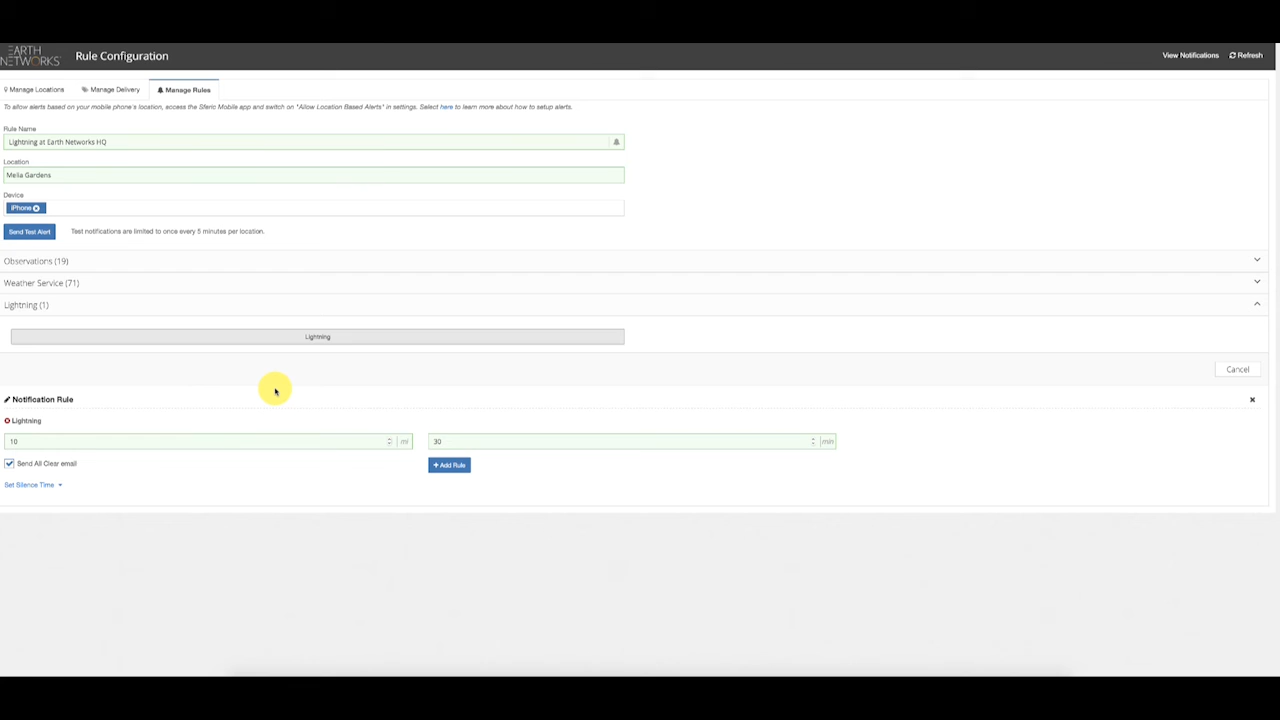 EARTH NETWORKS
Rule Configuration
View Notifications
Refresh
Manage Locations
Manage Delivery
Manage Rules
To allow alerts based on your mobile phone's location, access the Sferic Mobile app and switch on "Allow Location Based Alerts" in settings. Select here to learn more about how to setup alerts.
Rule Name
Lightning at Earth Networks HQ
Location
Melia Gardens
Device
iPhone
Send Test Alert
Test notifications are limited to once every 5 minutes per location.
Observations (19)
Weather Service (71)
Lightning (1)
Lightning
Cancel
Notification Rule
Lightning
10 mi
30 min
Send All Clear email
+ Add Rule
Set Silence Time